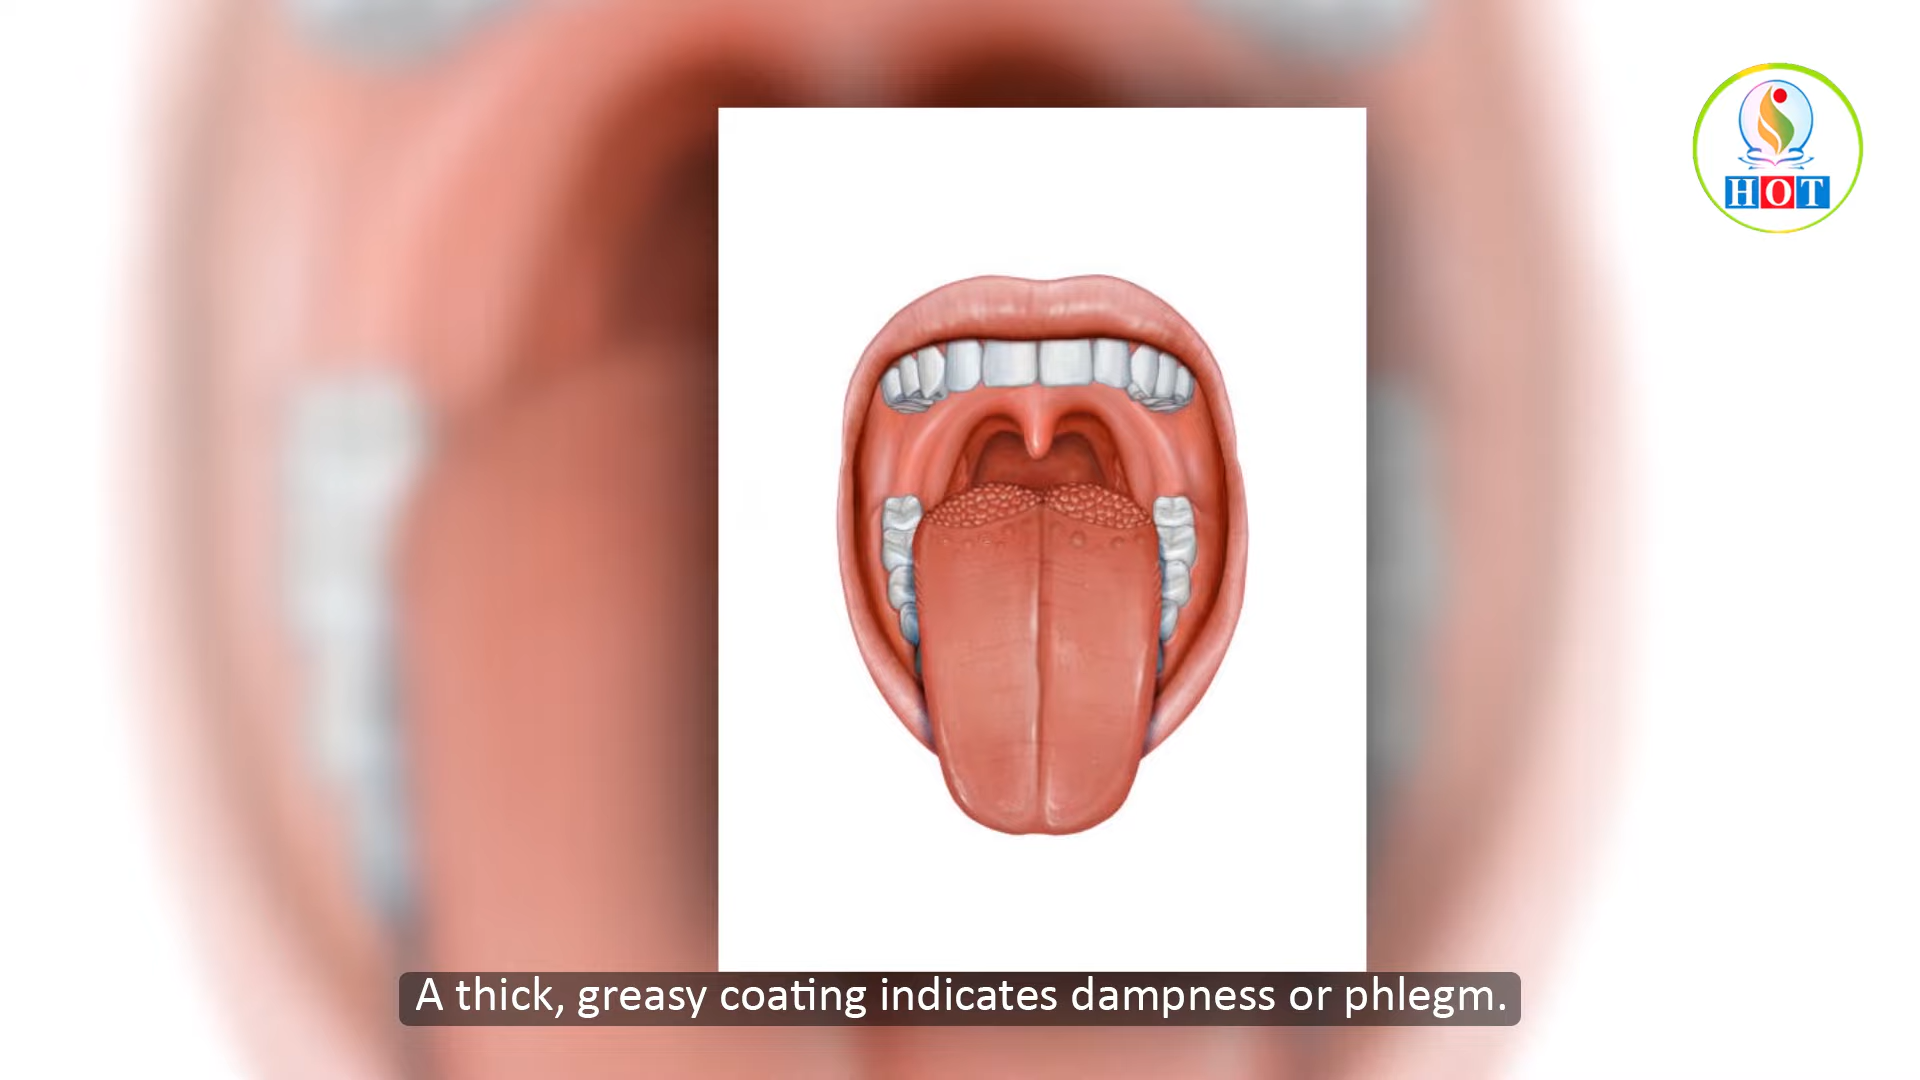 HOT
A thick, greasy coating indicates dampness or phlegm.